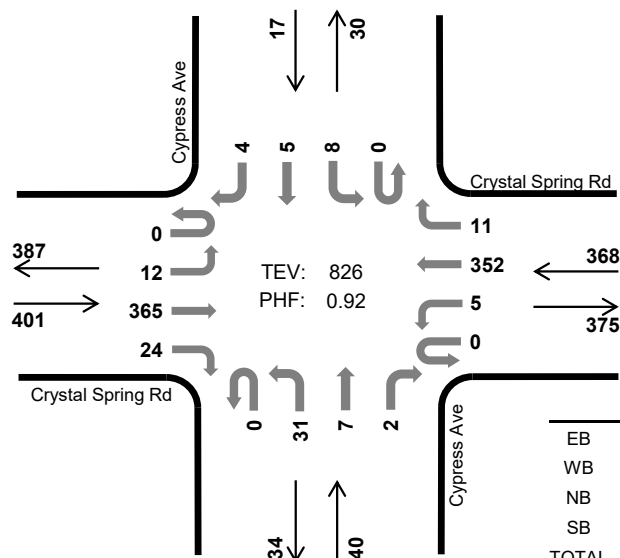 17
30
Cypress Ave
4
5
8
0
Crystal Spring Rd
0
11
387
12
TEV: 826
352
368
401
365
PHF: 0.92
5
375
24
0
Crystal Spring Rd
0
31
7
2
Cypress Ave
EB
WB
NB
SB
TOTAL
34
40